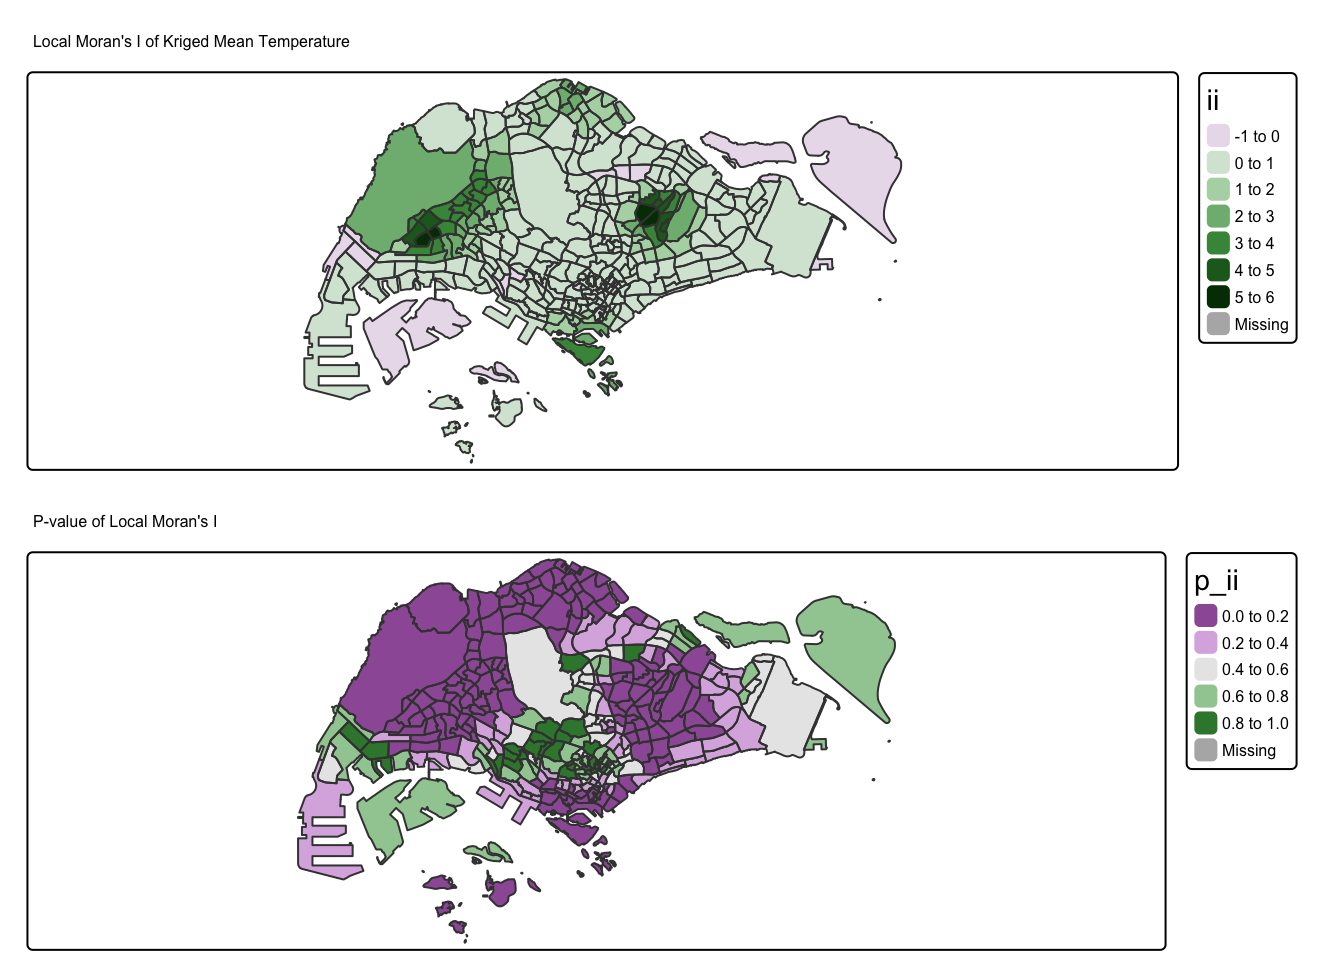 Local Moran's I of Kriged Mean Temperature
ii
-1 to 0
0 to 1
1 to 2
2 to 3
3 to 4
4 to 5
5 to 6
Missing
P-value of Local Moran's I
p_ii
0.0 to 0.2
0.2 to 0.4
0.4 to 0.6
0.6 to 0.8
0.8 to 1.0
Missing